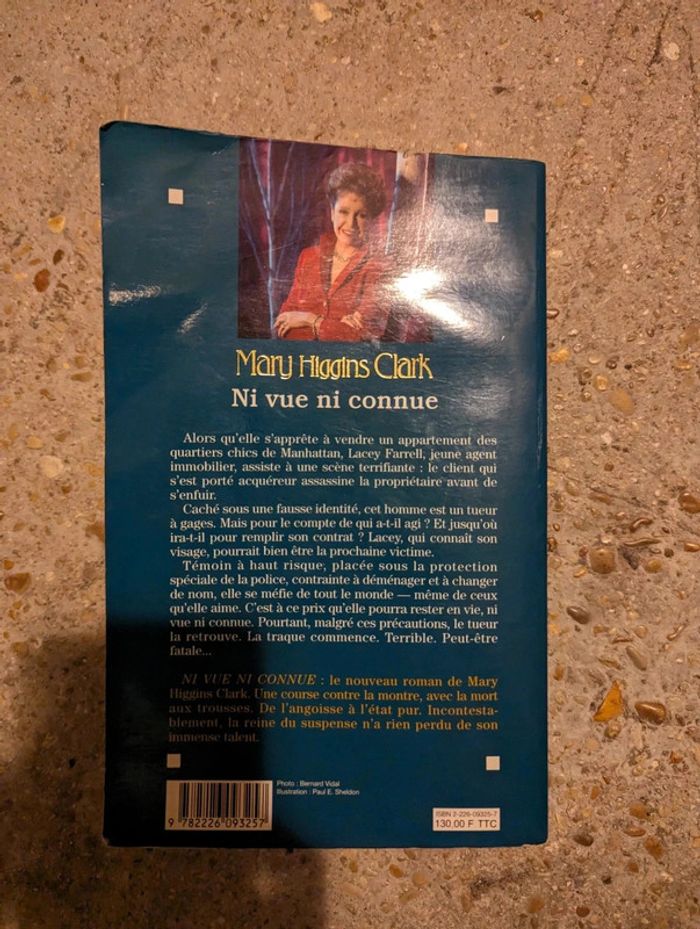 Mary Higgins Clark
Ni vue ni connue
Alors qu'elle s'apprête à vendre un appartement des
quartiers chics de Manhattan, Lacey Farrell, jeune agent
immobilier, assiste à une scène terrifiante : le client qui
s'est porté acquéreur assassine la propriétaire avant de
s'enfuir.
Caché sous une fausse identité, cet homme est un tueur
à gages. Mais pour le compte de qui a-t-il agi ? Et jusqu'où
ira-t-il pour remplir son contrat ? Lacey, qui connaît son
visage, pourrait bien être la prochaine victime.
Témoin à haut risque, placée sous la protection
spéciale de la police, contrainte à déménager et à changer
de nom, elle se méfie de tout le monde — même de ceux
qu'elle aime. C'est à ce prix qu'elle pourra rester en vie, ni
vue ni connue. Pourtant, malgré ces précautions, le tueur
la retrouve. La traque commence. Terrible. Peut-être
fatale...
NI VUE NI CONNUE : le nouveau roman de Mary
Higgins Clark. Une course contre la montre, avec la mort
aux trousses. De l'angoisse à l'état pur. Incontesta-
blement, la reine du suspense n'a rien perdu de son
immense talent.
Photo : Bernard Vidal
Illustration : Paul E. Sheldon
9 782226 093257
ISBN 2-226-09325-7
130.00 F TTC